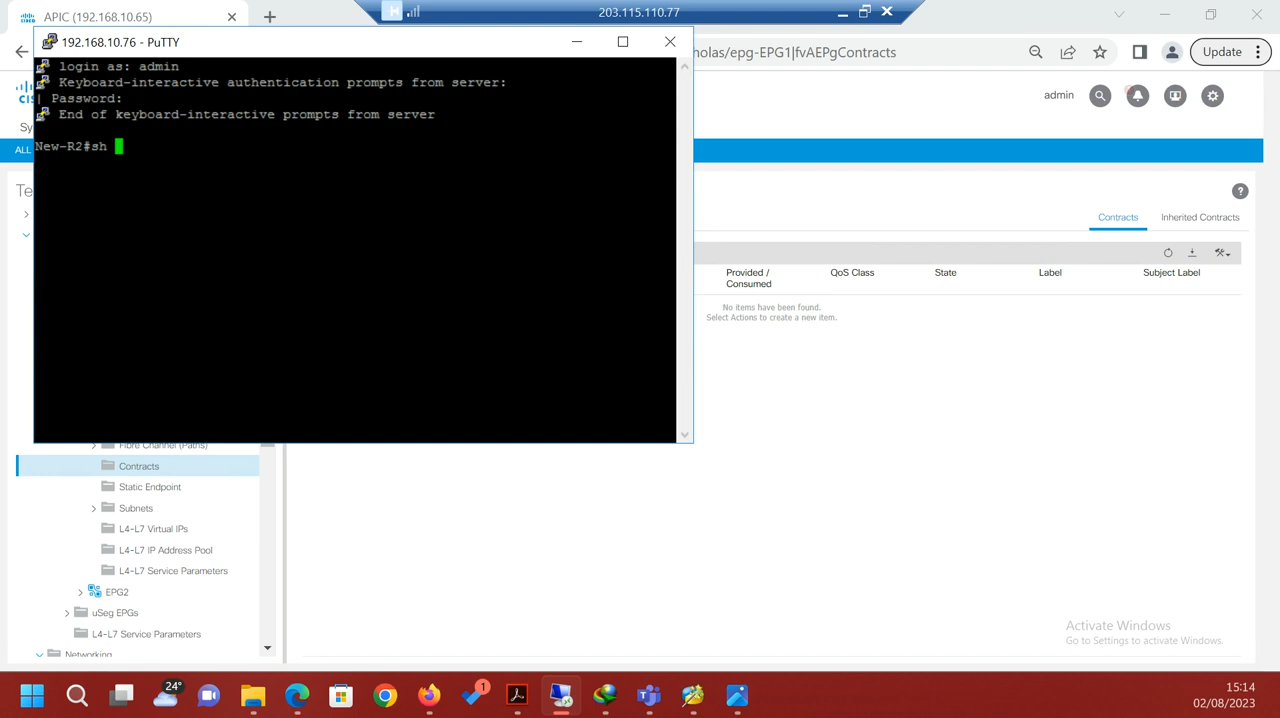 APIC (192.168.10.65)
203.115.110.77
192.168.10.76 - PuTTY
holas/epg-EPG1|fvAEPgContracts
Update
login as: admin
Keyboard-interactive authentication prompts from server:
| Password:
End of keyboard-interactive prompts from server
New-R2#sh
admin
Sy
ALL
Te
Contracts
Inherited Contracts
Provided /
Consumed
QoS Class
State
Label
Subject Label
No items have been found.
Select Actions to create a new item.
Fibre Channel (Paths)
Contracts
Static Endpoint
Subnets
L4-L7 Virtual IPs
L4-L7 IP Address Pool
L4-L7 Service Parameters
EPG2
uSeg EPGs
L4-L7 Service Parameters
Networking
Activate Windows
Go to Settings to activate Windows.
24°
1
15:14
02/08/2023